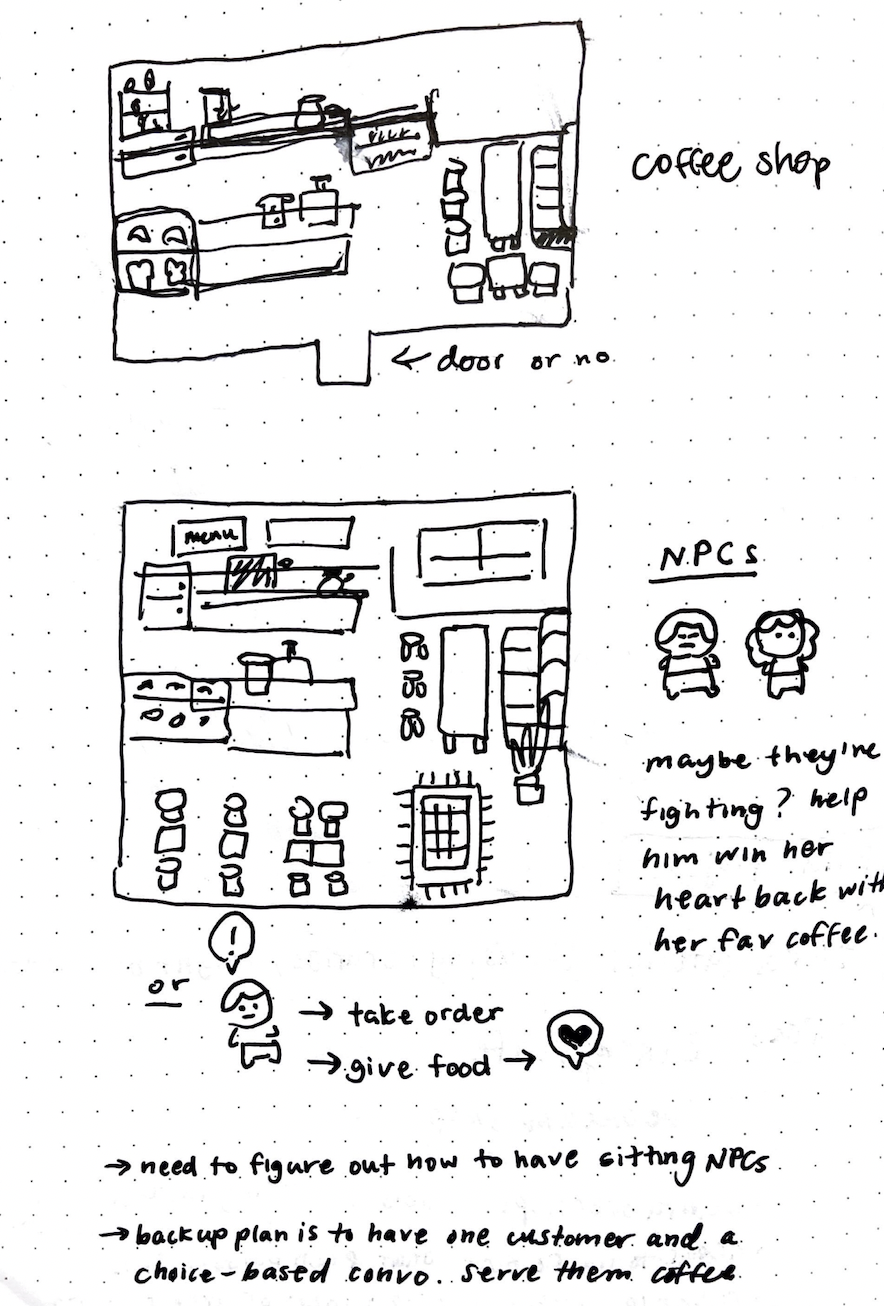 coffee shop
← door or no
menu
NPCs
maybe they're
fighting? help
him win her
heart back with
her fav coffee.
!
or
→ take order
→ give food →
→ need to figure out how to have sitting NPCs
→ backup plan is to have one customer and a
choice-based convo. serve them coffee